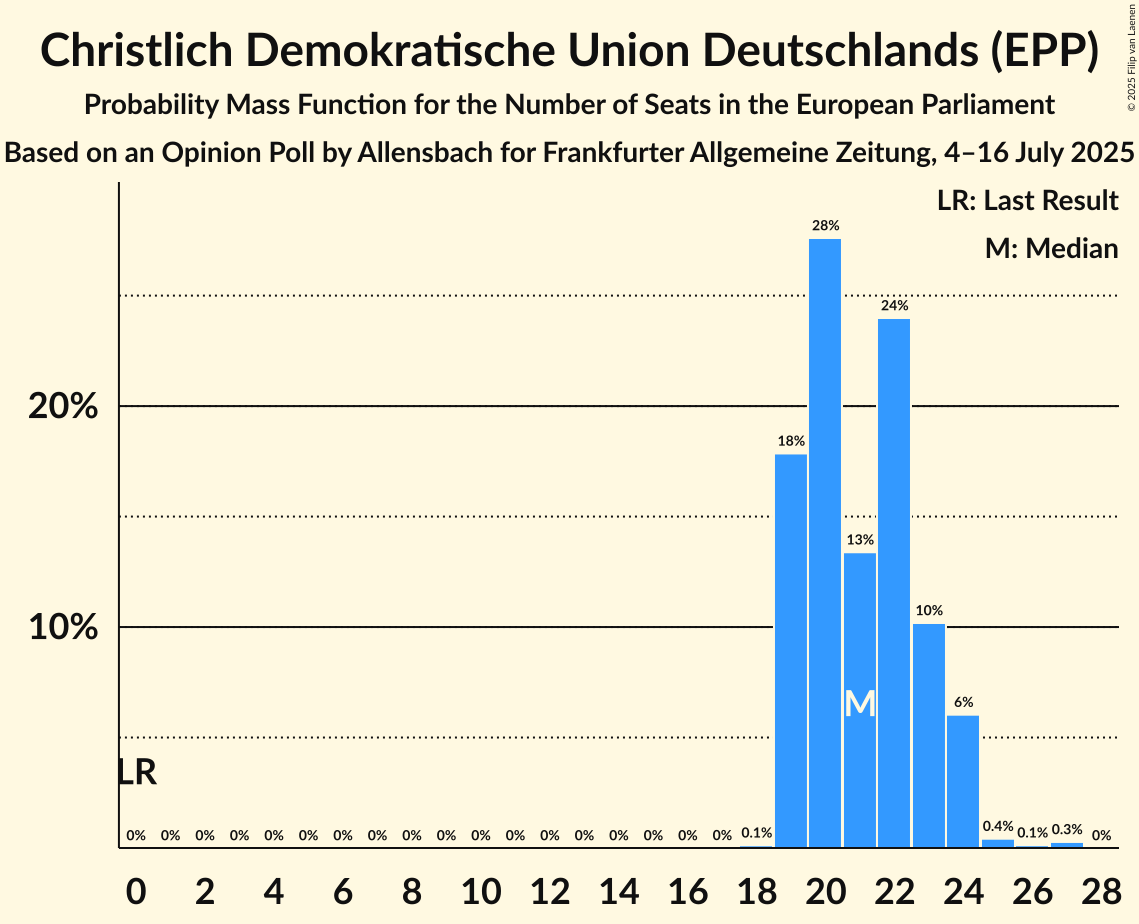 Christlich Demokratische Union Deutschlands (EPP)
Probability Mass Function for the Number of Seats in the European Parliament
Based on an Opinion Poll by Allensbach for Frankfurter Allgemeine Zeitung, 4–16 July 2025
© 2025 Filip van Laenen
LR: Last Result
M: Median
28%
24%
20%
18%
13%
10%
10%
6%
M
LR
0% 0% 0% 0% 0% 0% 0% 0% 0% 0% 0% 0% 0% 0% 0% 0% 0% 0% 0.1% 0.4% 0.1% 0.3% 0%
0 2 4 6 8 10 12 14 16 18 20 22 24 26 28